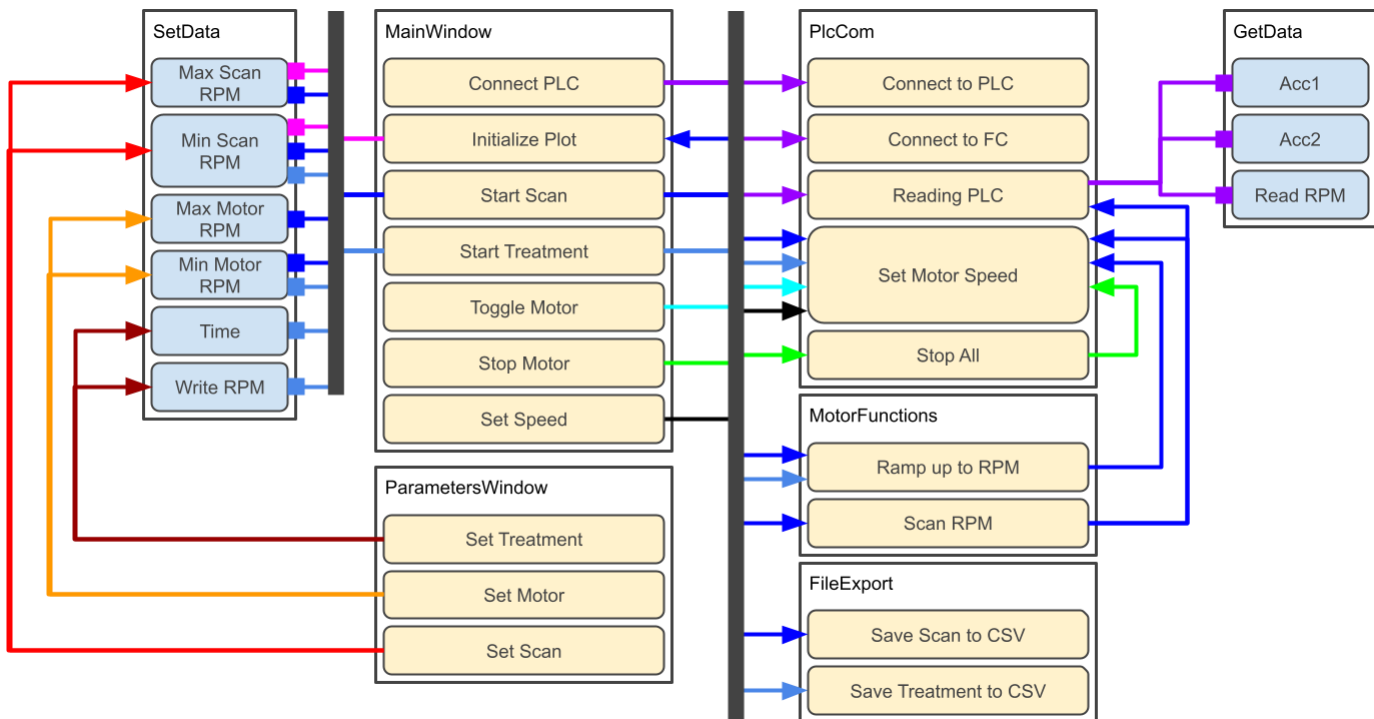 SetData
Max Scan
RPM
Min Scan
RPM
Max Motor
RPM
Min Motor
RPM
Time
Write RPM
MainWindow
Connect PLC
Initialize Plot
Start Scan
Start Treatment
Toggle Motor
Stop Motor
Set Speed
ParametersWindow
Set Treatment
Set Motor
Set Scan
PlcCom
Connect to PLC
Connect to FC
Reading PLC
Set Motor Speed
Stop All
MotorFunctions
Ramp up to RPM
Scan RPM
FileExport
Save Scan to CSV
Save Treatment to CSV
GetData
Acc1
Acc2
Read RPM